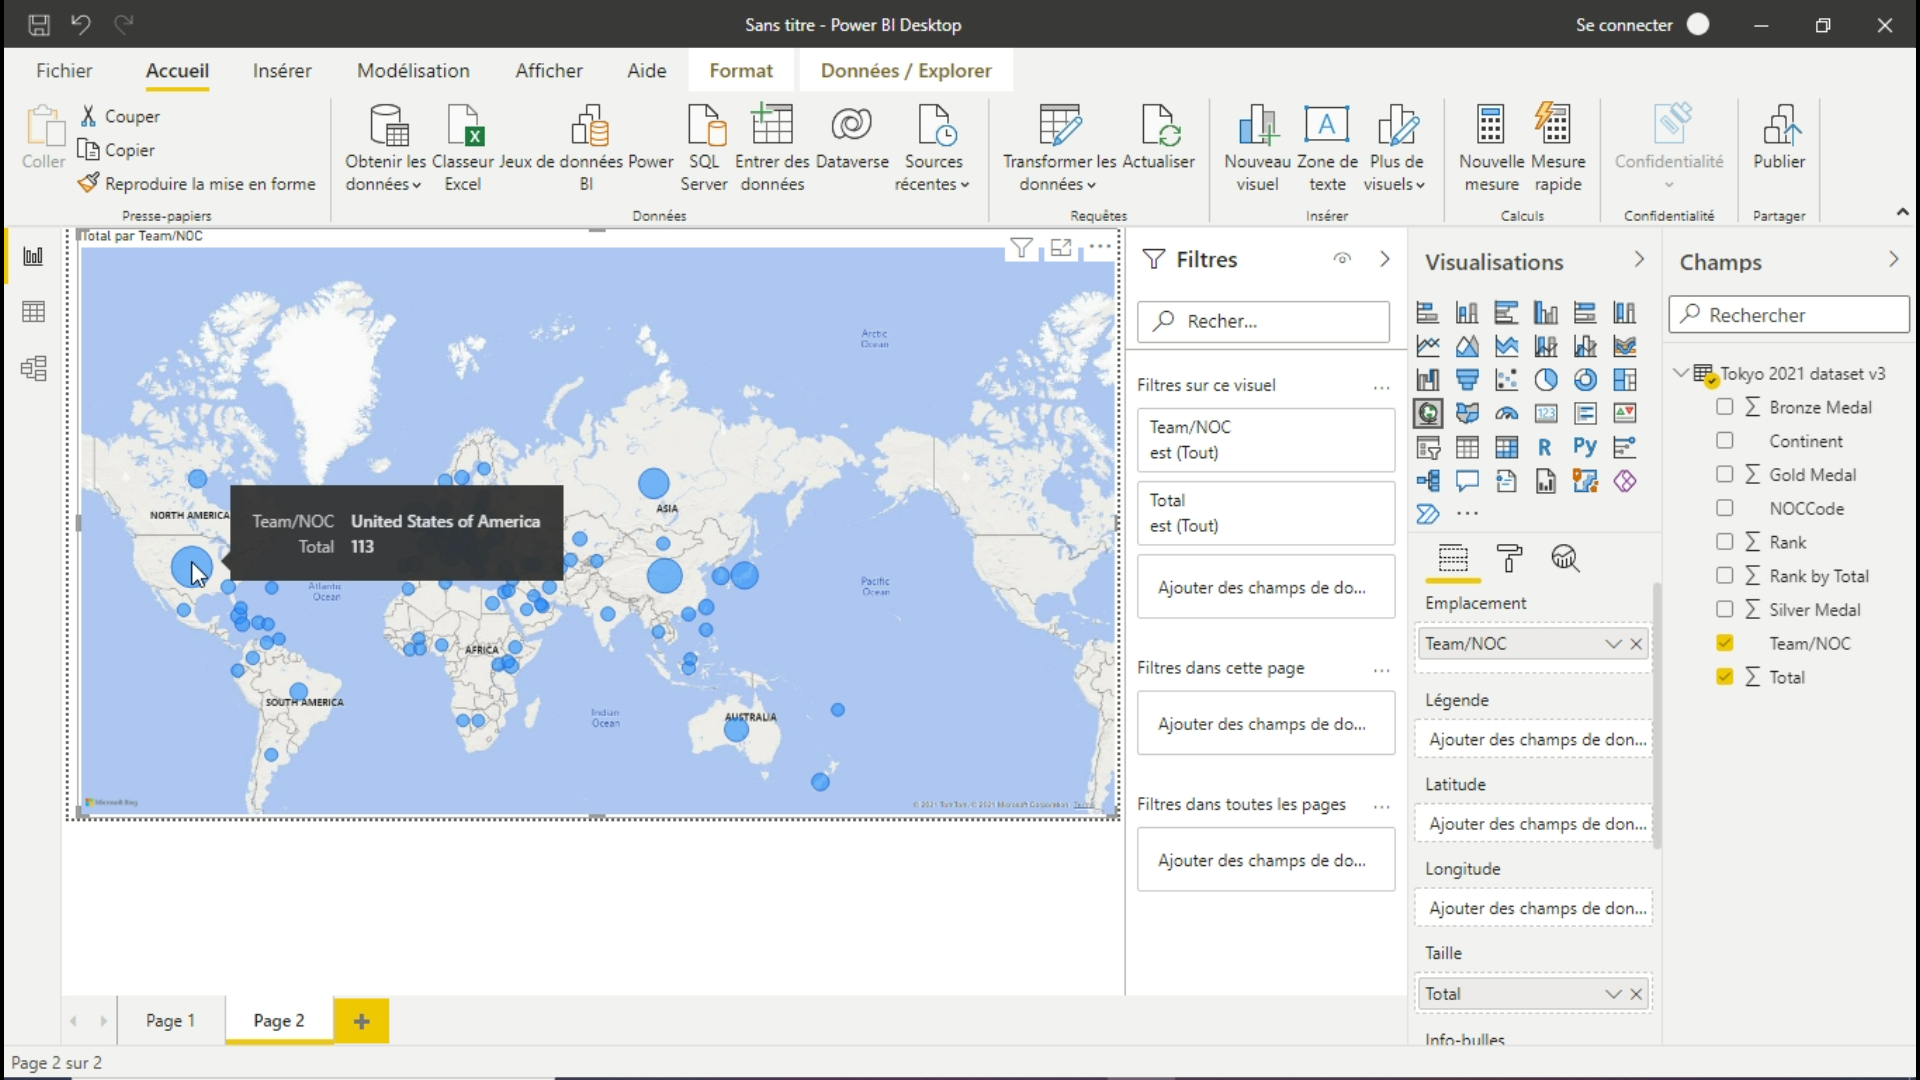 Sans titre - Power BI Desktop
Se connecter
Fichier Accueil Insérer Modélisation Afficher Aide Format Données / Explorer
Coller
Couper
Copier
Reproduire la mise en forme
Presse-papiers
Obtenir les données
Classeur Excel
Jeux de données Power BI
SQL Server
Entrer des données
Dataverse
Sources récentes
Données
Transformer les données
Actualiser
Requêtes
Nouveau visuel
Zone de texte
Plus de visuels
Insérer
Nouvelle mesure
Mesure rapide
Calculs
Confidentialité
Confidentialité
Publier
Partager
Total par Team/NOC
Arctic Ocean
NORTH AMERICA
ASIA
Team/NOC United States of America
Total 113
Atlantic Ocean
Pacific Ocean
AFRICA
SOUTH AMERICA
Indian Ocean
AUSTRALIA
Microsoft Bing
© 2021 TomTom, © 2021 Microsoft Corporation Terms
Filtres
Recher...
Filtres sur ce visuel
Team/NOC
est (Tout)
Total
est (Tout)
Ajouter des champs de do...
Filtres dans cette page
Ajouter des champs de do...
Filtres dans toutes les pages
Ajouter des champs de do...
Visualisations
123
R
Py
Emplacement
Team/NOC
Légende
Ajouter des champs de don...
Latitude
Ajouter des champs de don...
Longitude
Ajouter des champs de don...
Taille
Total
Info-bulles
Champs
Rechercher
Tokyo 2021 dataset v3
Bronze Medal
Continent
Gold Medal
NOCCode
Rank
Rank by Total
Silver Medal
Team/NOC
Total
Page 1
Page 2
Page 2 sur 2